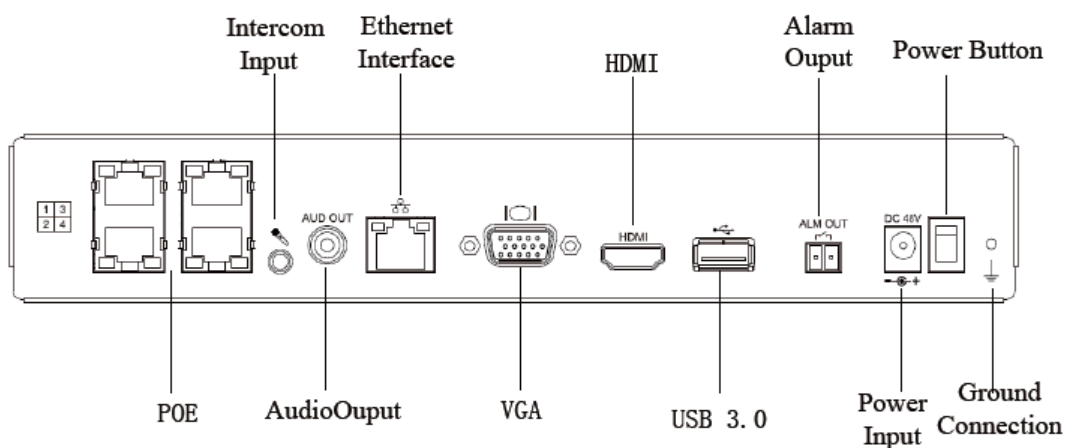 Intercom
Input
Ethernet
Interface
HDMI
Alarm
Ouput
Power Button
1 3
2 4
AUD OUT
HDMI
ALM OUT
DC 48V
- +
POE
AudioOuput
VGA
USB 3.0
Power
Input
Ground
Connection